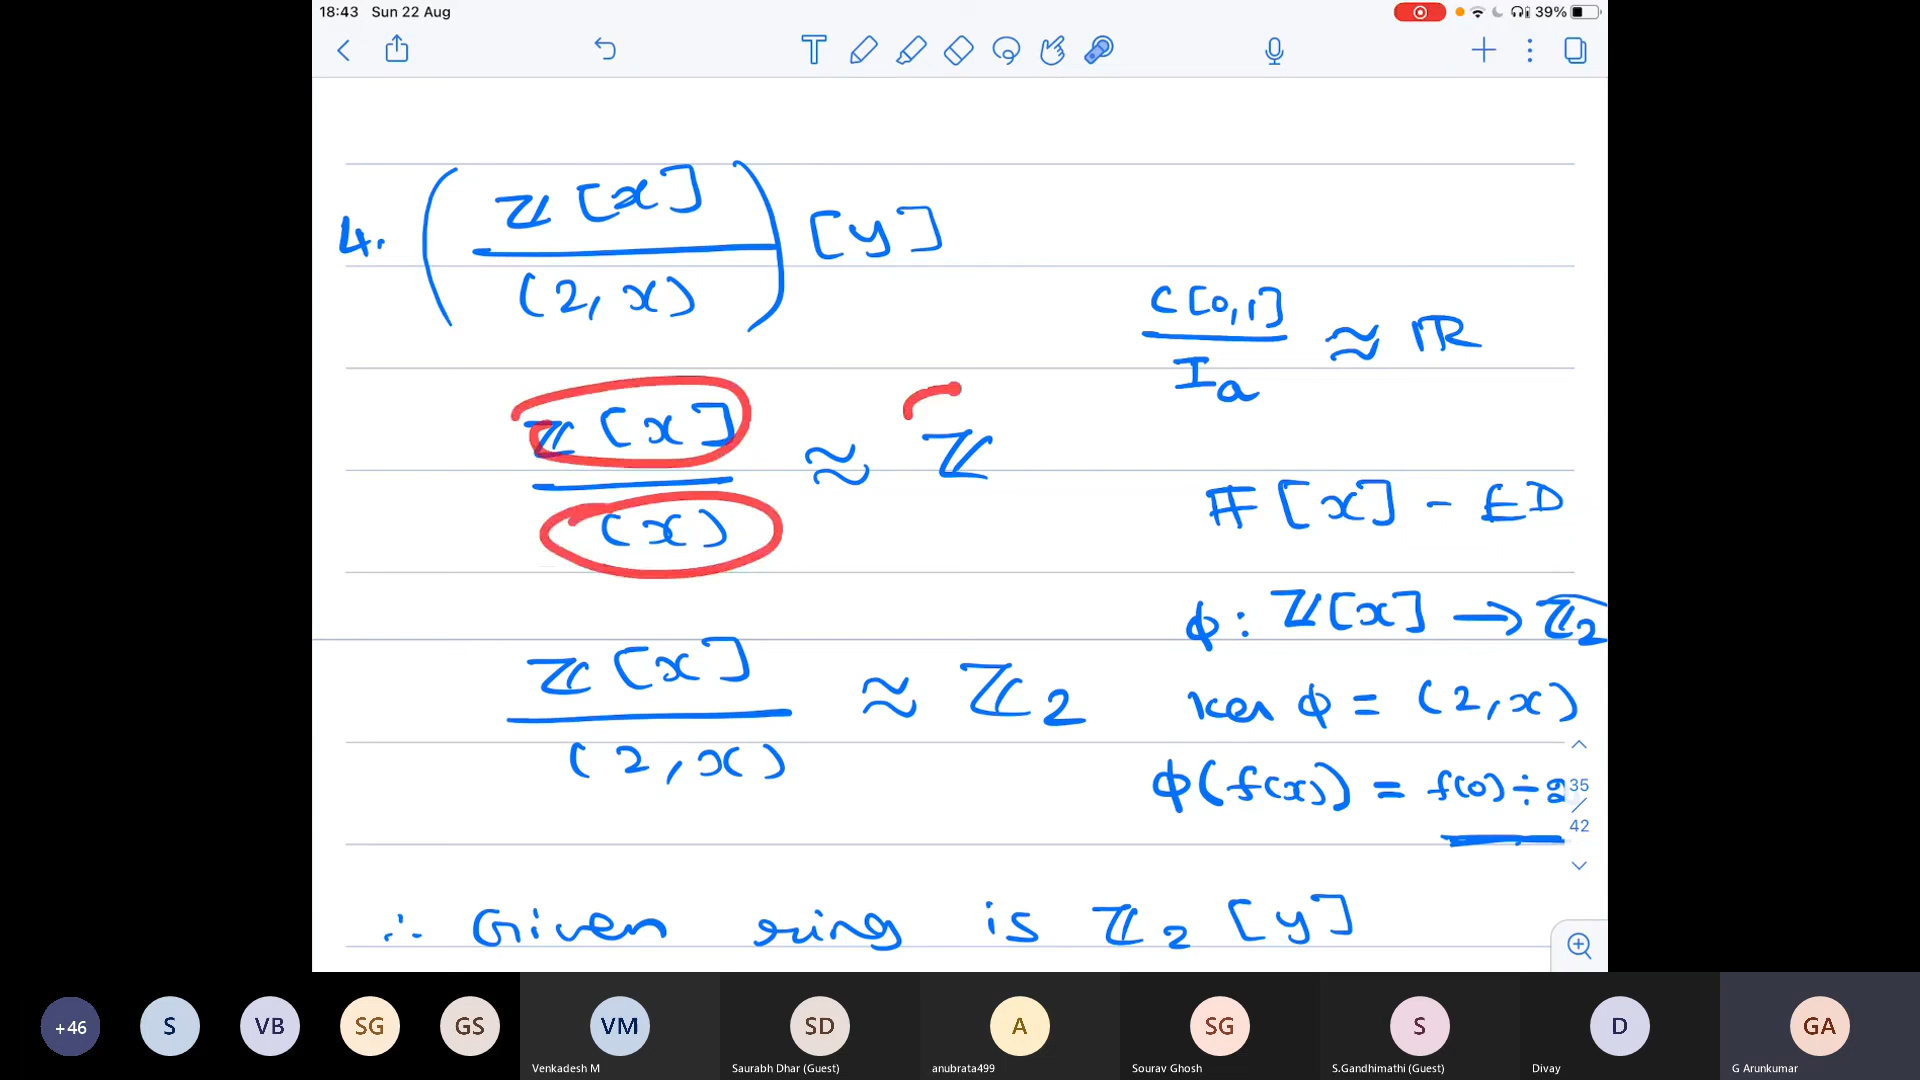 18:43 Sun 22 Aug 39%
4. (ℤ[x] / (2, x)) [y]
C[0,1] / I_a ≈ ℝ
ℤ[x] / (x) ≈ ℤ
𝔽[x] - ED
ϕ : ℤ[x] → ℤ₂
ℤ[x] / (2, x) ≈ ℤ₂
ker ϕ = (2, x)
ϕ(f(x)) = f(0) ÷ 2
35 / 42
∴ Given ring is ℤ₂ [y]
+46 S VB SG GS VM SD A SG S D GA
Venkadesh M Saurabh Dhar (Guest) anubrata499 Sourav Ghosh S.Gandhimathi (Guest) Divay G Arunkumar